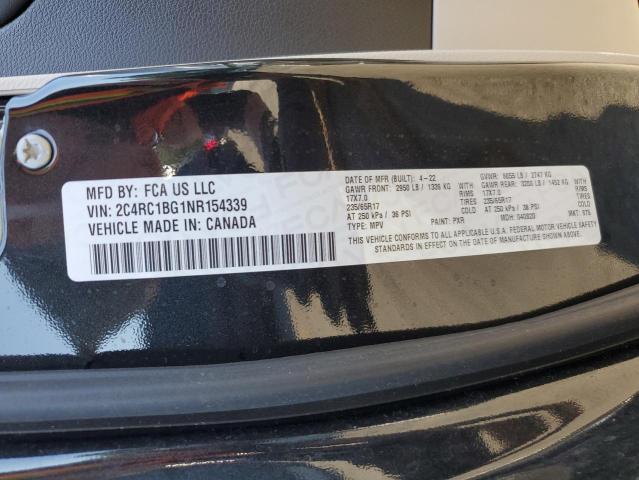 MFD BY: FCA US LLC
VIN: 2C4RC1BG1NR154339
VEHICLE MADE IN: CANADA
DATE OF MFR (BUILT): 4-22 GVWR: 6055 LB / 2747 KG
GAWR FRONT: 2950 LB / 1338 KG WITH GAWR REAR: 3200 LB / 1452 KG WITH
17X7.0 RIMS 17X7.0 RIMS
235/65R17 TIRES 235/65R17 TIRES
AT 250 kPa / 36 PSI COLD AT 250 kPa / 36 PSI COLD
TYPE: MPV PAINT: PXR MDH: 040920 MKT: STS
THIS VEHICLE CONFORMS TO ALL APPLICABLE U.S.A. FEDERAL MOTOR VEHICLE SAFETY
STANDARDS IN EFFECT ON THE DATE OF MANUFACTURE SHOWN ABOVE.